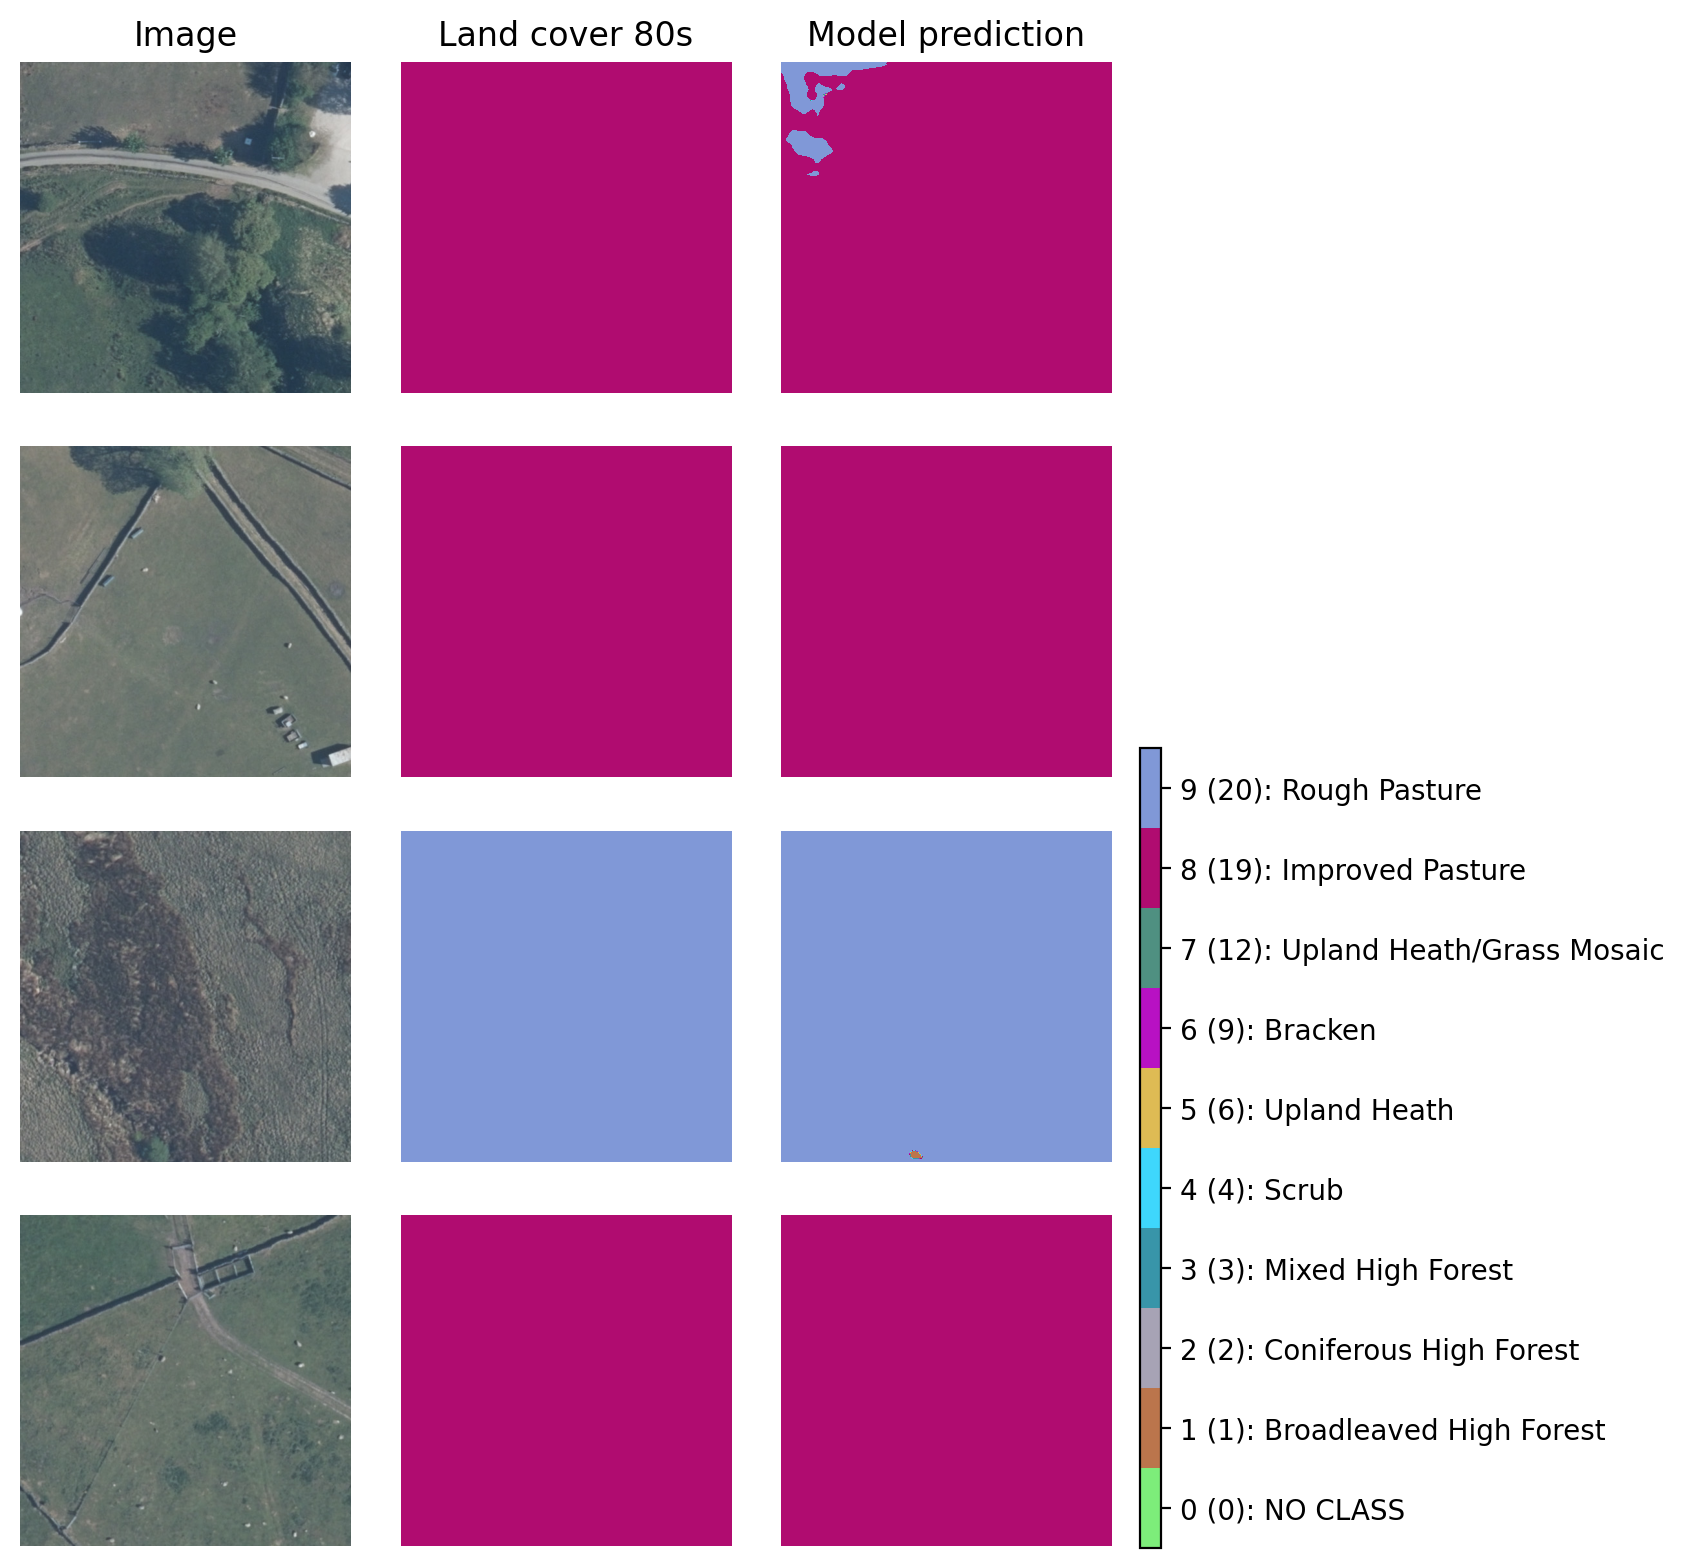 Image
Land cover 80s
Model prediction
9 (20): Rough Pasture
8 (19): Improved Pasture
7 (12): Upland Heath/Grass Mosaic
6 (9): Bracken
5 (6): Upland Heath
4 (4): Scrub
3 (3): Mixed High Forest
2 (2): Coniferous High Forest
1 (1): Broadleaved High Forest
0 (0): NO CLASS